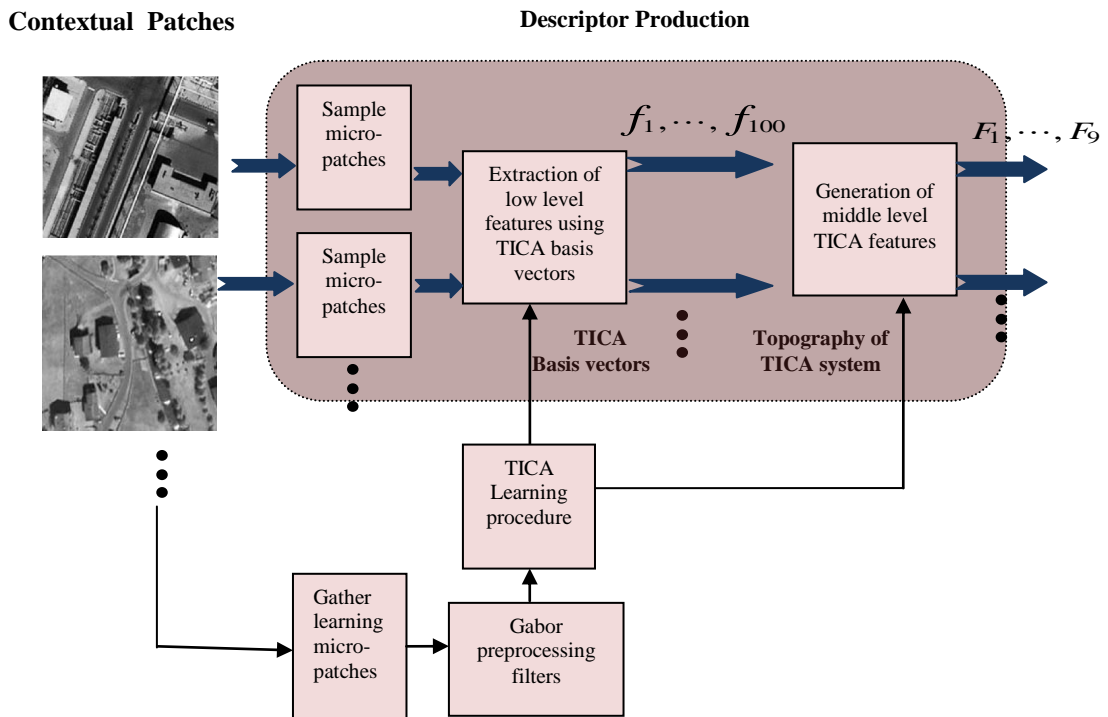 Contextual Patches
Descriptor Production
Sample
micro-
patches
Sample
micro-
patches
Extraction of
low level
features using
TICA basis
vectors
f₁, ⋯, f₁₀₀
Generation of
middle level
TICA features
F₁, ⋯, F₉
TICA
Basis vectors
Topography of
TICA system
TICA
Learning
procedure
Gather
learning
micro-
patches
Gabor
preprocessing
filters